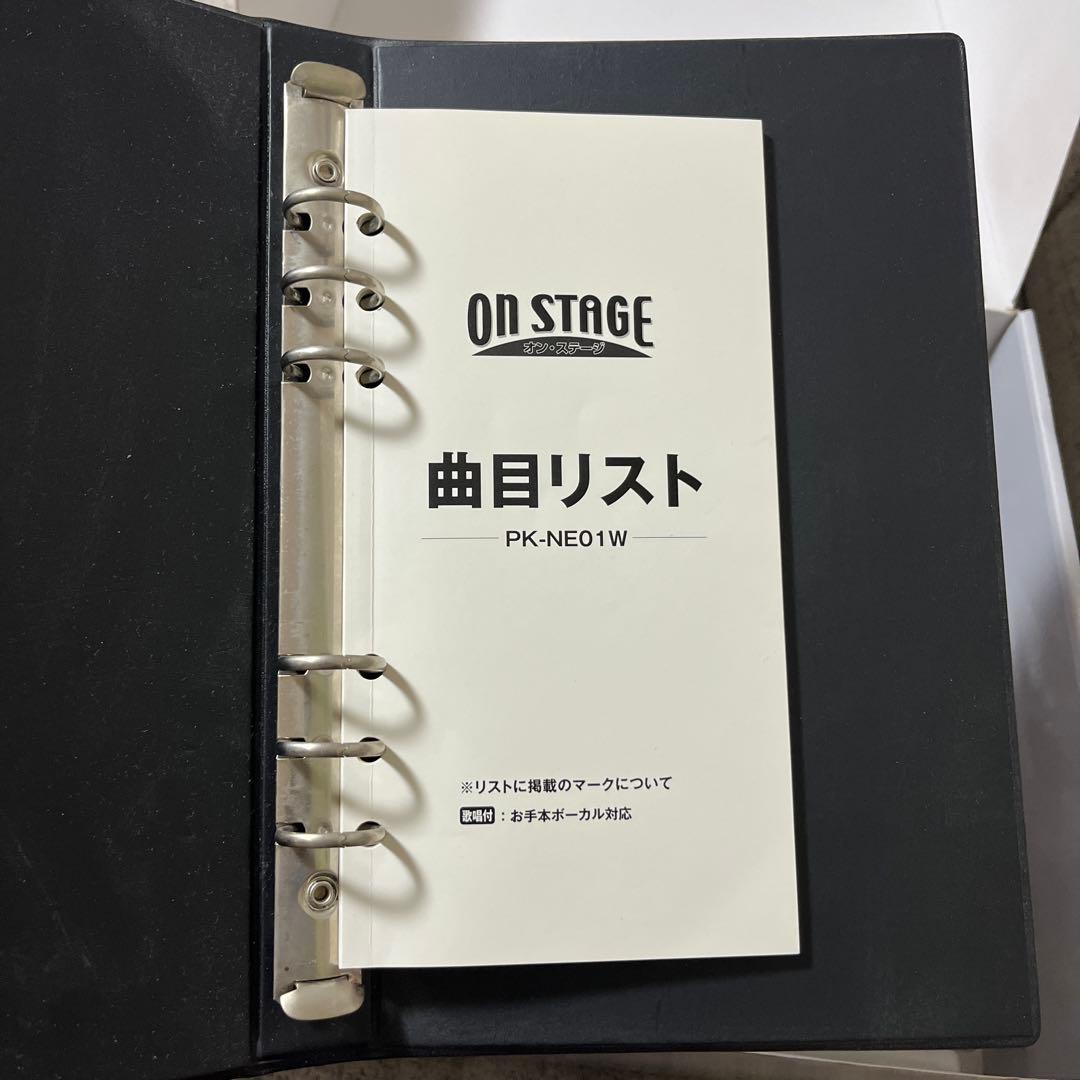 ON STAGE
オン・ステージ
曲目リスト
PK-NE01W
※リストに掲載のマークについて
歌唱付：お手本ボーカル対応